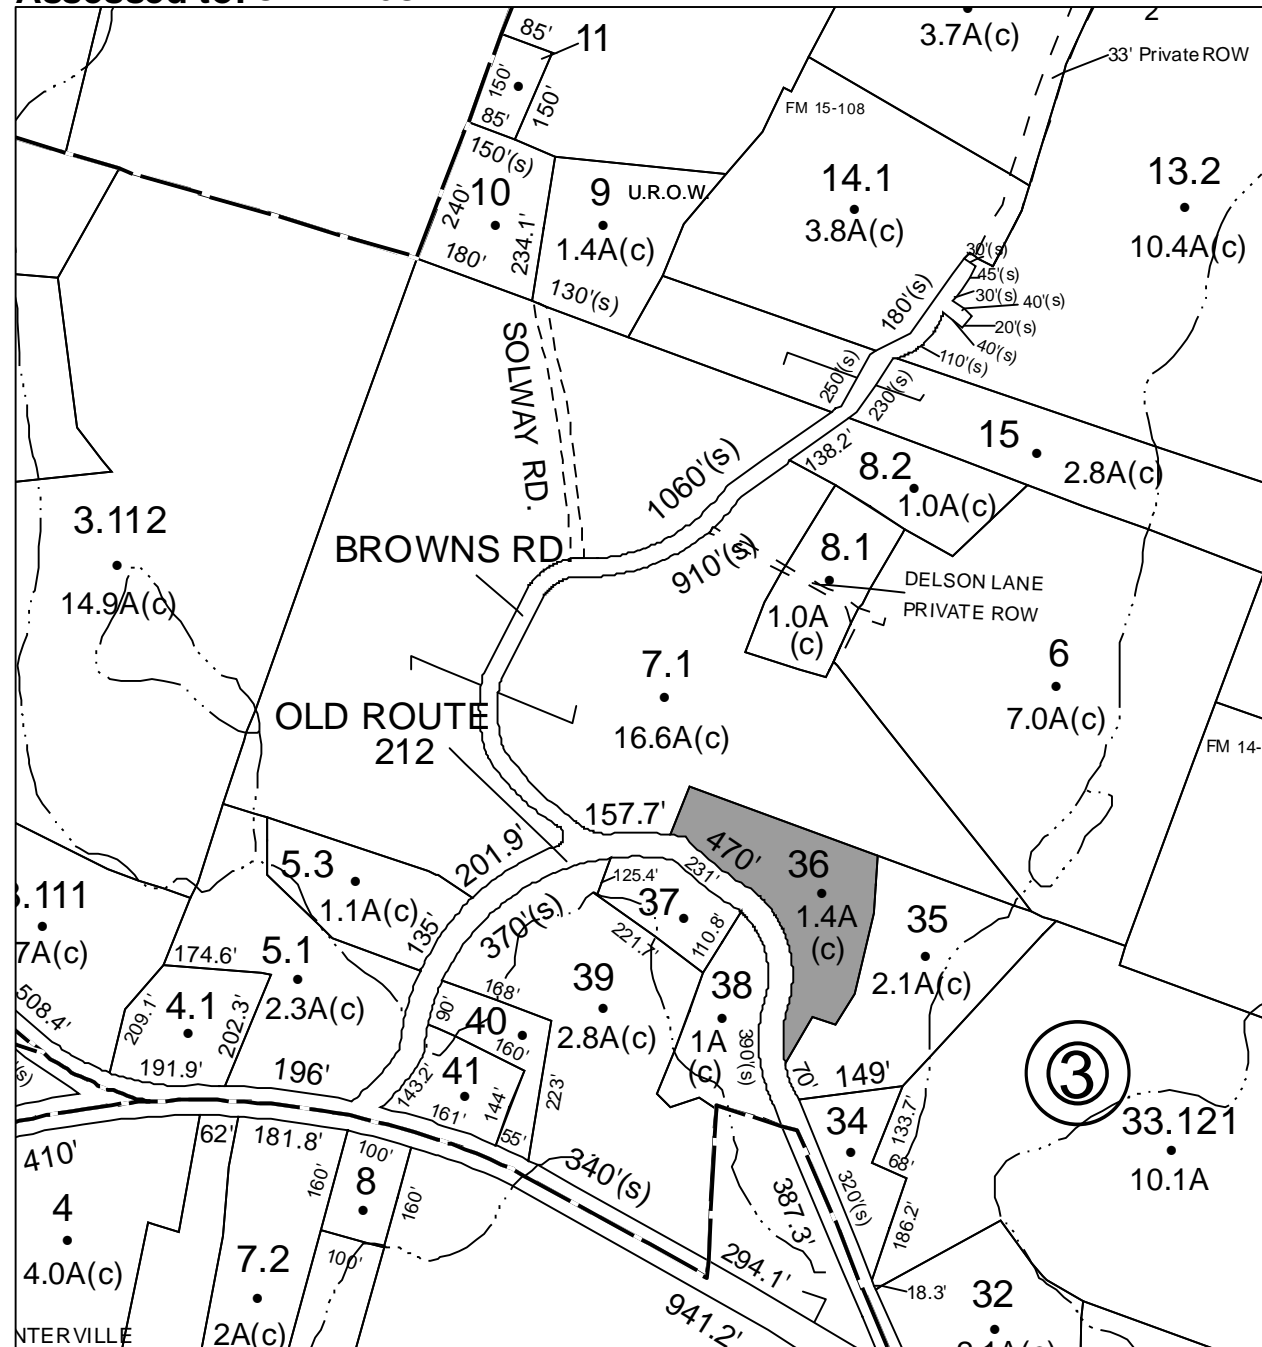 Assessed to:
85'
11
150'
150'
85'
150'(s)
10
240'
180'
234.1'
9
U.R.O.W.
1.4A(c)
130'(s)
FM 15-108
14.1
3.8A(c)
3.7A(c)
2
33' Private ROW
13.2
10.4A(c)
30'(s)
45'(s)
30'(s)
40'(s)
20'(s)
40'(s)
110'(s)
180'(s)
250'(s)
230'(s)
15
2.8A(c)
138.2'
8.2
1.0A(c)
SOLWAY RD.
1060'(s)
BROWNS RD.
910'(s)
8.1
1.0A
(c)
DELSON LANE
PRIVATE ROW
3.112
14.9A(c)
7.1
16.6A(c)
6
7.0A(c)
FM 14-
OLD ROUTE
212
157.7'
201.9'
470'
36
1.4A
(c)
231'
125.4'
37
221.7'
110.8'
35
2.1A(c)
5.3
1.1A(c)
135'
370'(s)
.111
7A(c)
174.6'
5.1
2.3A(c)
508.4'
209.1'
4.1
202.3'
191.9'
196'
(s)
168'
90'
40
160'
39
2.8A(c)
38
1A
(c)
390'(s)
70'
149'
143.2'
41
161'
144'
223'
55'
34
133.7'
68'
320'(s)
186.2'
3
33.121
10.1A
410'
62'
181.8'
100'
160'
8
160'
100'
340'(s)
387.3'
294.1'
941.2'
18.3'
32
4
4.0A(c)
7.2
2A(c)
NTERVILLE